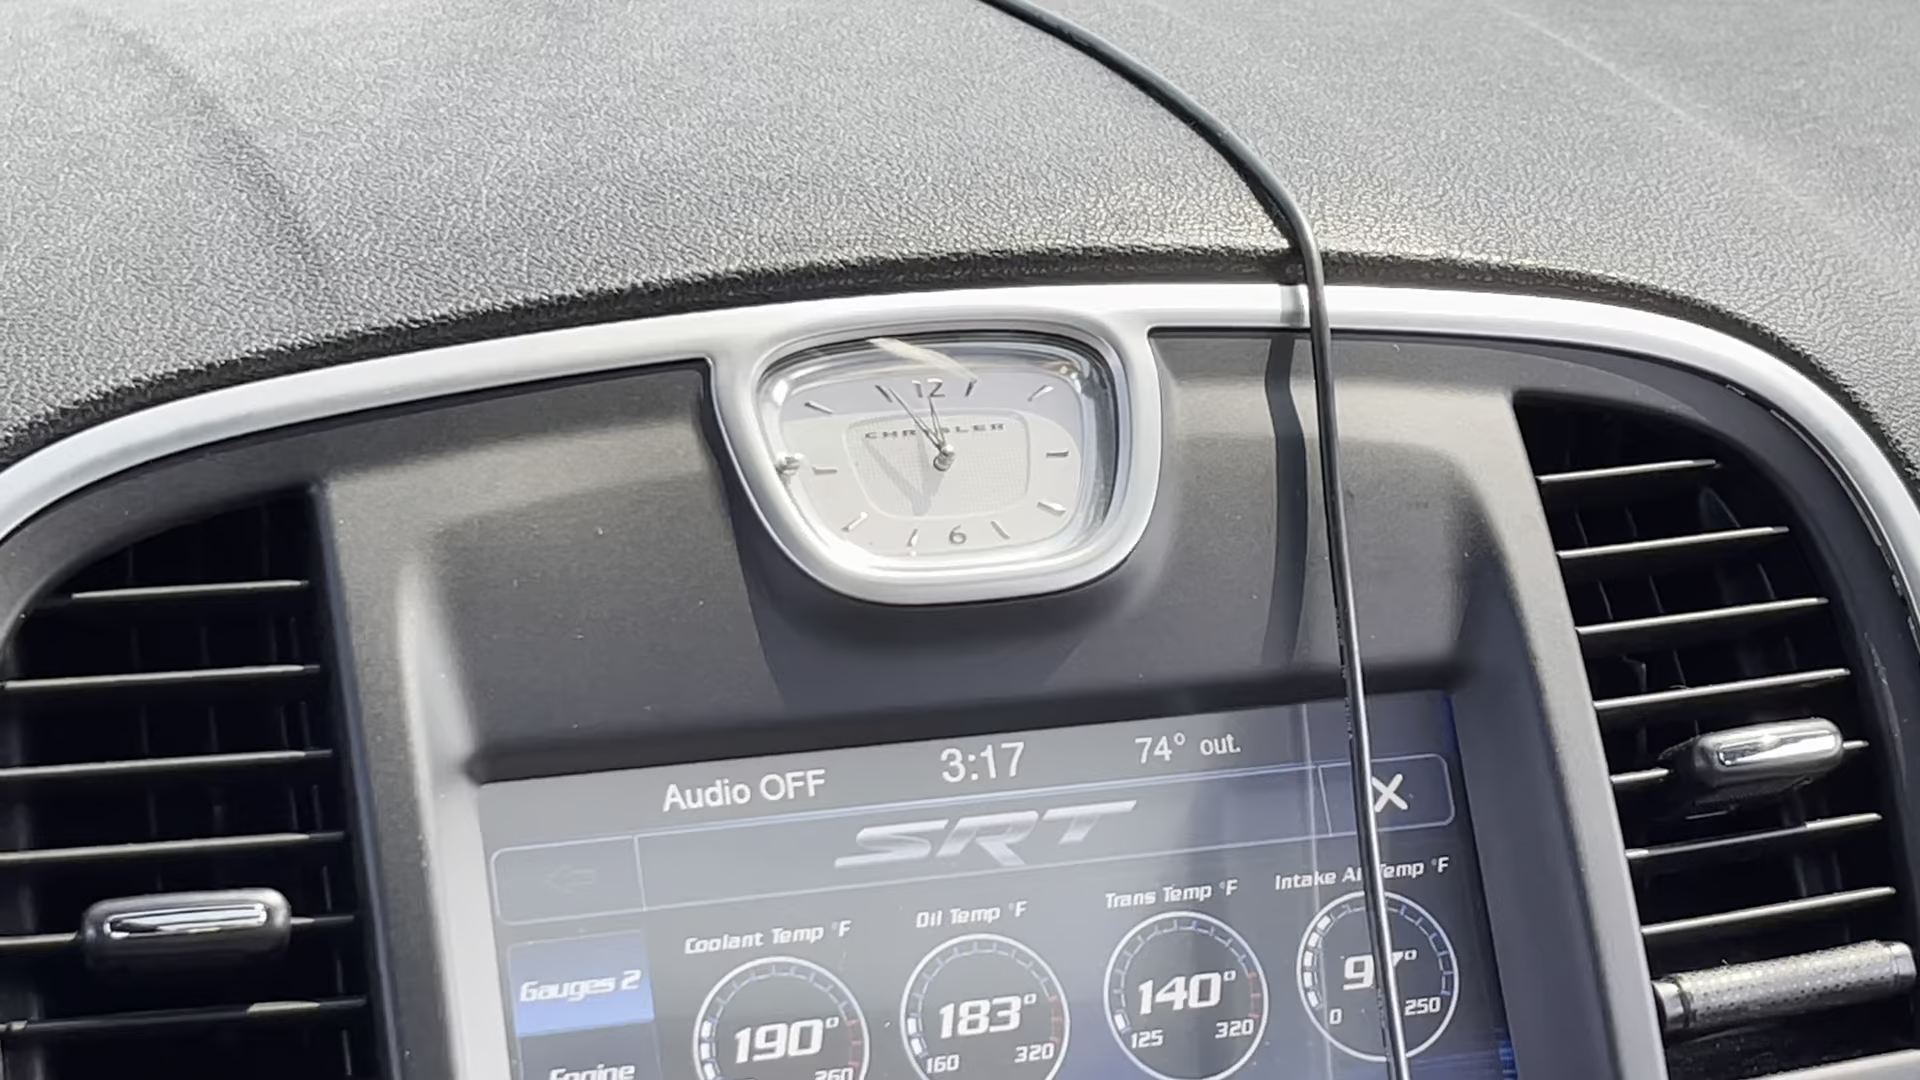 12
CHRYSLER
6
Audio OFF 3:17 74° out.
SRT X
Coolant Temp °F Oil Temp °F Trans Temp °F Intake Air Temp °F
Gauges 2
190° 183° 140°
260 160 320 125 320 0 250
Engine